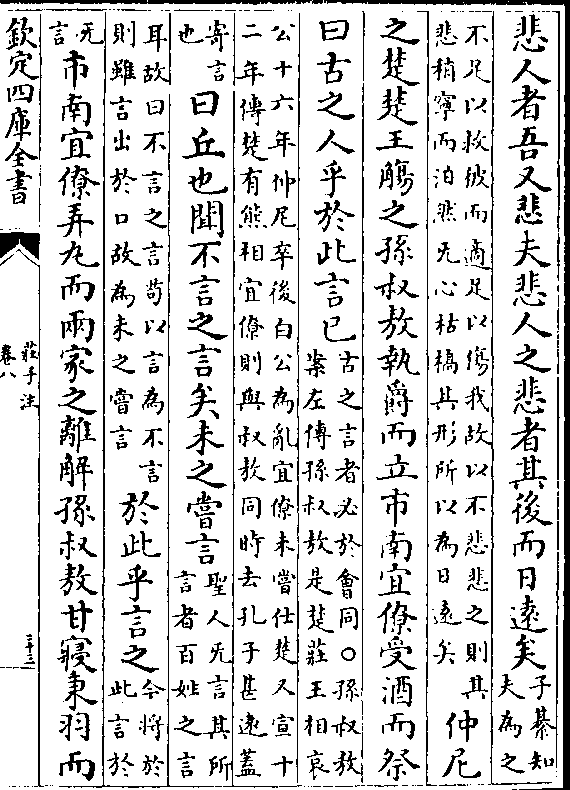 悲人者吾又悲夫悲人之悲者其後而日遠矣
子綦知
夫為之
不足以救彼而適足以傷我故以不悲悲之則其
悲稍寧而泊然无心枯槁其形所以為日遠矣
仲尼
之楚楚王觴之孫叔敖執爵而立市南宜僚受酒而祭
曰古之人乎於此言已
古之言者必於會同○孫叔敖
案左傳孫叔敖是楚莊王相哀
公十六年仲尼卒後白公為亂宜僚未嘗仕楚又宣十
二年傳楚有熊相宜僚則與叔敖同時去孔子甚逺蓋
寄言
也
曰丘也聞不言之言矣未之嘗言
聖人无言其所
言者百姓之言
耳故曰不言之言苟以言為不言
則雖言出於口故為未之嘗言
於此乎言之
今將於
此言於
无
言
市南宜僚弄丸而兩家之難解孫叔敖甘寢秉羽而
欽定四庫全書
莊子注
卷八
三十三